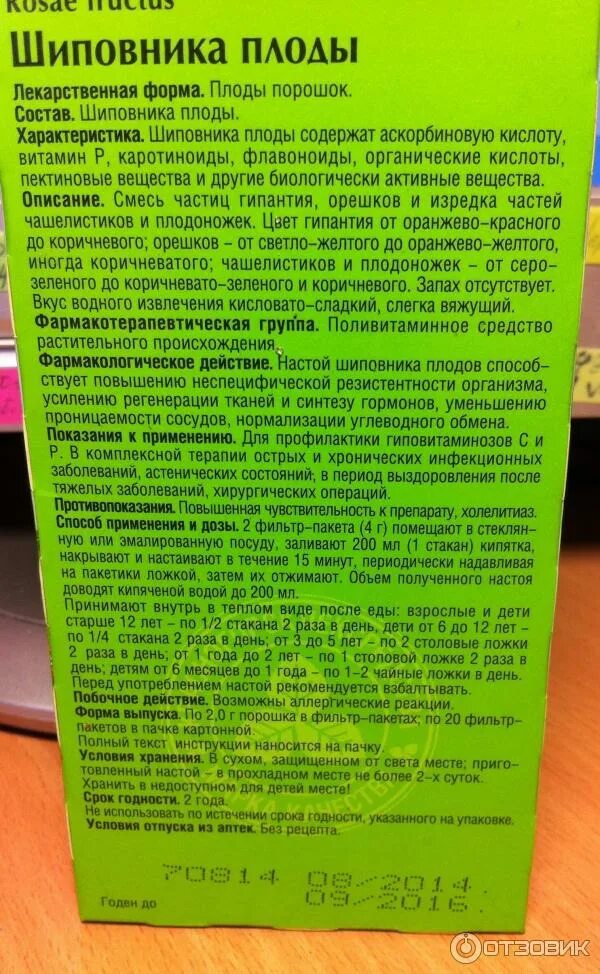 Rosae fructus
Шиповника плоды
Лекарственная форма. Плоды порошок.
Состав. Шиповника плоды.
Характеристика. Шиповника плоды содержат аскорбиновую кислоту,
витамин Р, каротиноиды, флавоноиды, органические кислоты,
пектиновые вещества и другие биологически активные вещества.
Описание. Смесь частиц гипантия, орешков и изредка частей
чашелистиков и плодоножек. Цвет гипантия от оранжево–красного
до коричневого; орешков – от светло–желтого до оранжево–желтого,
иногда коричневатого; чашелистиков и плодоножек – от серо-
зеленого до коричневато–зеленого и коричневого. Запах отсутствует.
Вкус водного извлечения кисловато–сладкий, слегка вяжущий.
Фармакотерапевтическая группа. Поливитаминное средство
растительного происхождения.
Фармакологическое действие. Настой шиповника плодов способ-
ствует повышению неспецифической резистентности организма,
усилению регенерации тканей и синтезу гормонов, уменьшению
проницаемости сосудов, нормализации углеводного обмена.
Показания к применению. Для профилактики гиповитаминозов С и
Р. В комплексной терапии острых и хронических инфекционных
заболеваний, астенических состояний, в период выздоровления после
тяжелых заболеваний, хирургических операций.
Противопоказания. Повышенная чувствительность к препарату, холелитиаз.
Способ применения и дозы. 2 фильтр–пакета (4 г) помещают в стеклян-
ную или эмалированную посуду, заливают 200 мл (1 стакан) кипятка,
накрывают и настаивают в течение 15 минут, периодически надавливая
на пакетики ложкой, затем их отжимают. Объем полученного настоя
доводят кипяченой водой до 200 мл.
Принимают внутрь в теплом виде после еды: взрослые и дети
старше 12 лет – по 1/2 стакана 2 раза в день, дети от 6 до 12 лет –
по 1/4 стакана 2 раза в день; от 3 до 5 лет – по 2 столовые ложки
2 раза в день; от 1 года до 2 лет – по 1 столовой ложке 2 раза в
день; детям от 6 месяцев до 1 года – по 1–2 чайные ложки в день.
Перед употреблением настой рекомендуется взбалтывать.
Побочное действие. Возможны аллергические реакции.
Форма выпуска. По 2,0 г порошка в фильтр–пакетах; по 20 фильтр-
пакетов в пачке картонной.
Полный текст инструкции наносится на пачку.
Условия хранения. В сухом, защищенном от света месте; приго-
товленный настой – в прохладном месте не более 2–х суток.
Хранить в недоступном для детей месте!
Срок годности. 2 года.
Не использовать по истечении срока годности, указанного на упаковке.
Условия отпуска из аптек. Без рецепта.
70814 08/2014
Годен до 09/2016
ОТЗОВИК